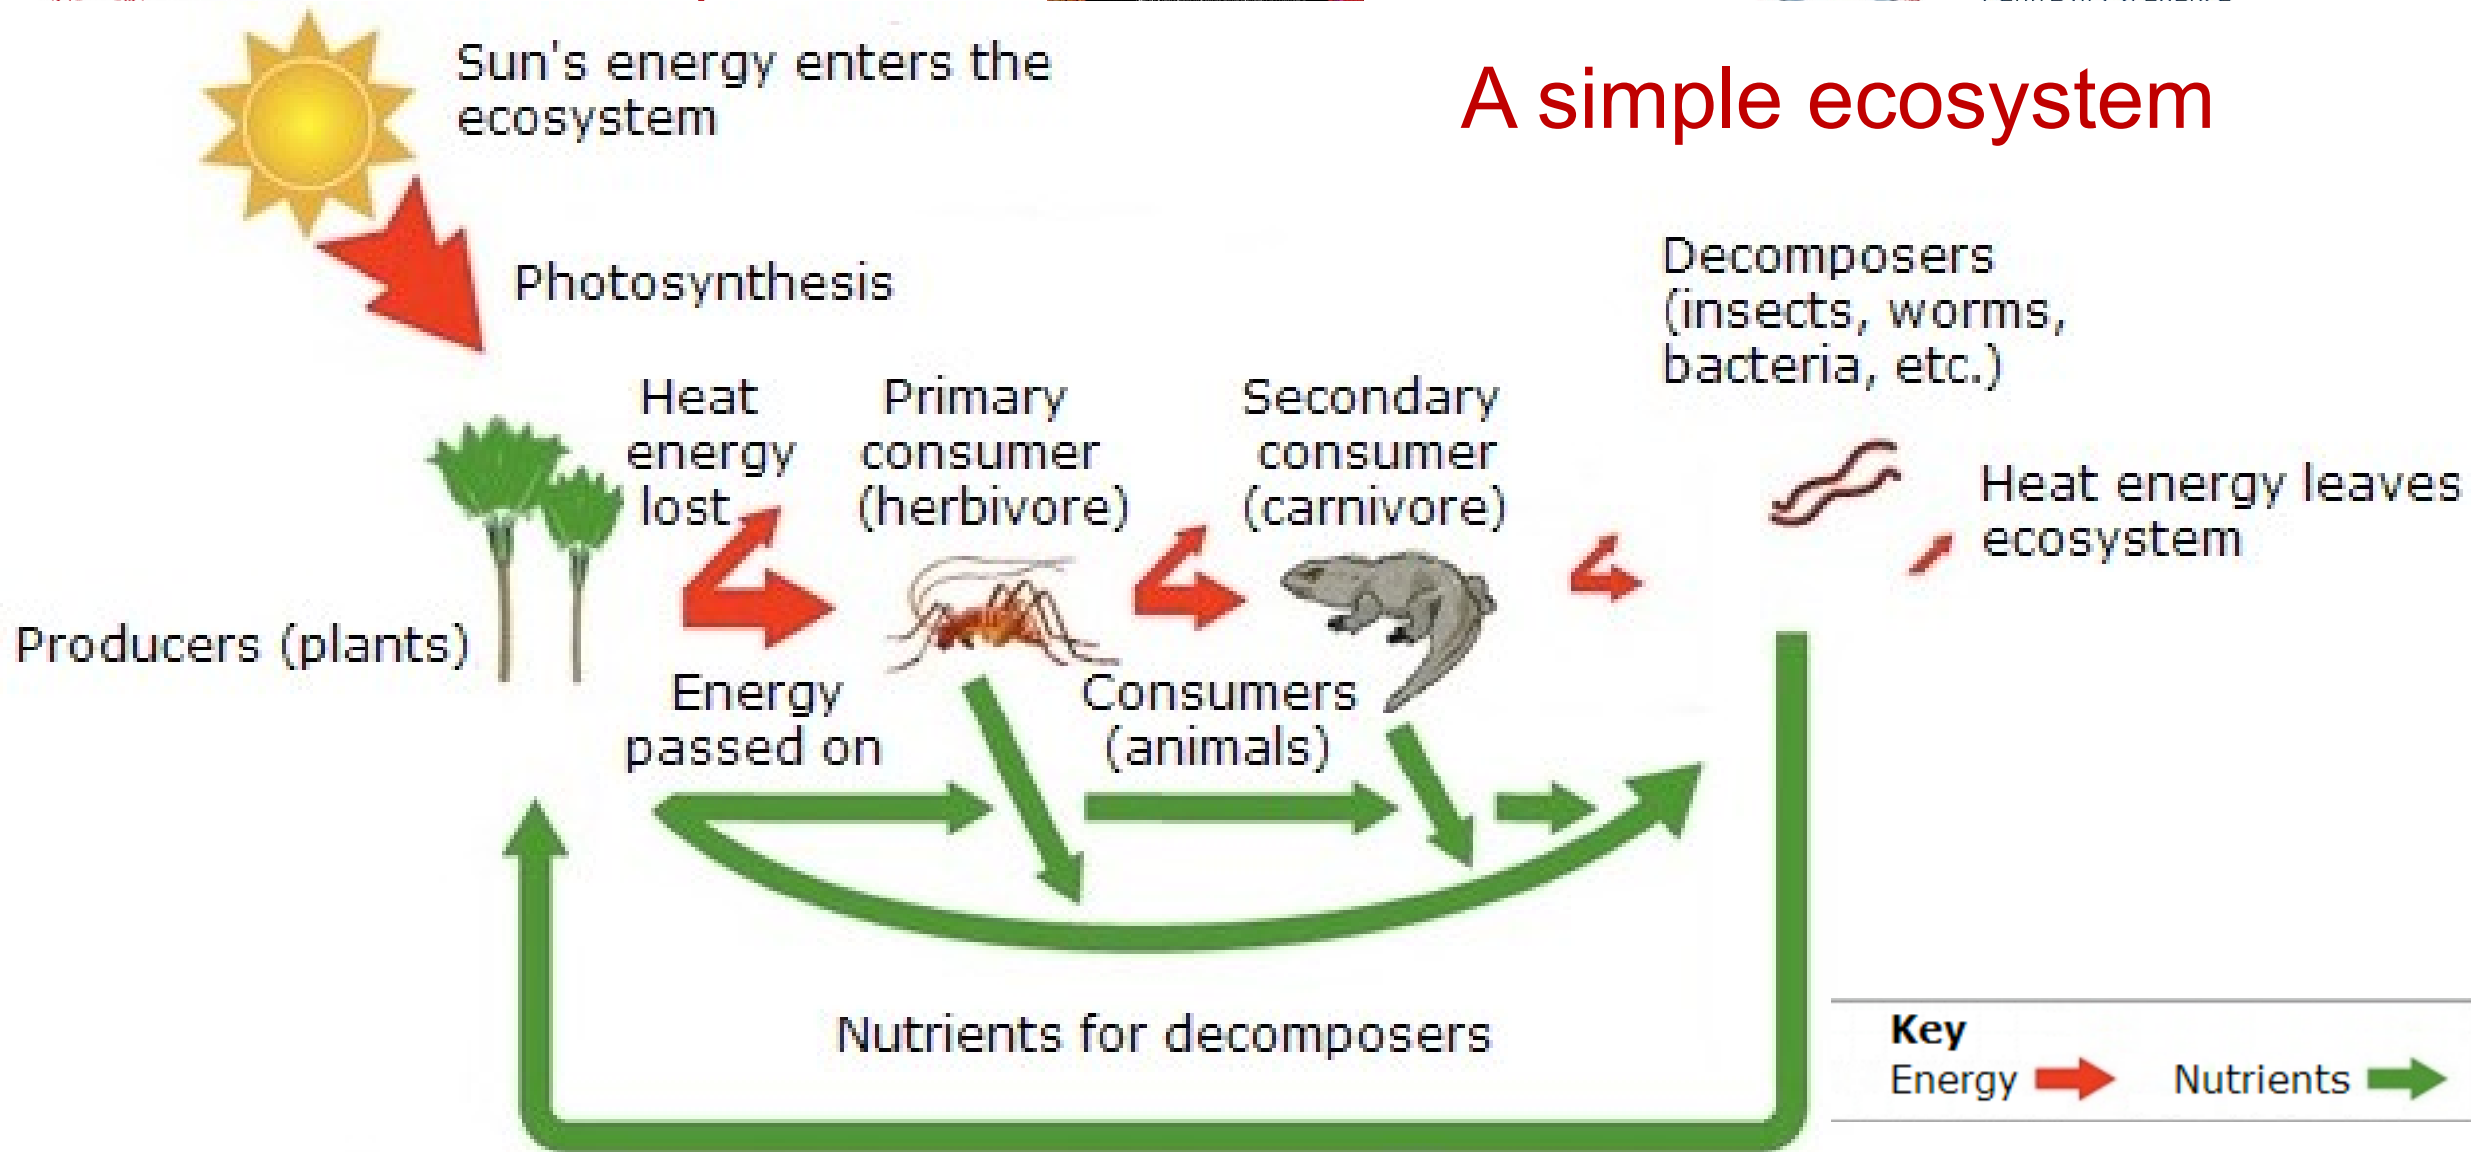 Sun's energy enters the
ecosystem
A simple ecosystem
Photosynthesis
Decomposers
(insects, worms,
bacteria, etc.)
Heat
energy
lost
Primary
consumer
(herbivore)
Secondary
consumer
(carnivore)
Heat energy leaves
ecosystem
Producers (plants)
Energy
passed on
Consumers
(animals)
Nutrients for decomposers
Key
Energy
Nutrients